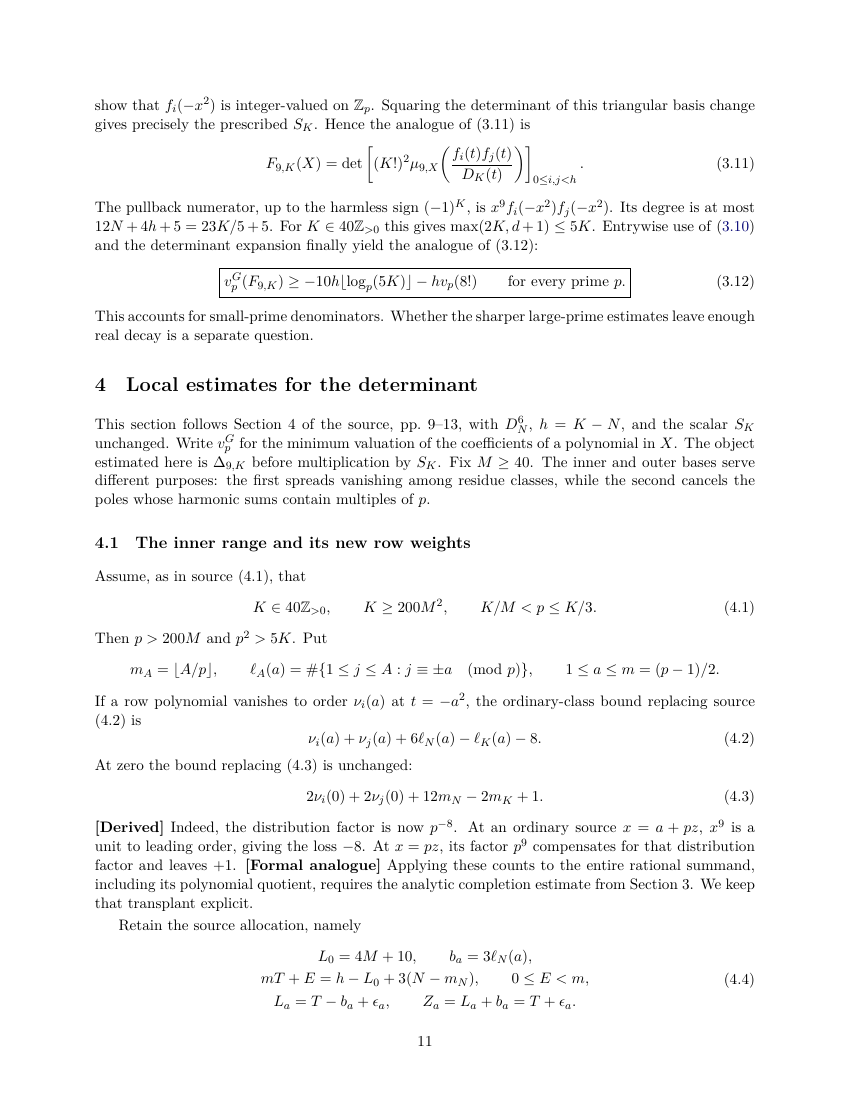 show that f_i(−x²) is integer-valued on ℤ_p. Squaring the determinant of this triangular basis change
gives precisely the prescribed S_K. Hence the analogue of (3.11) is
F_{9,K}(X) = det [ (K!)² μ_{9,X} ( f_i(t)f_j(t) / D_K(t) ) ]_{0≤i,j<h} . (3.11)
The pullback numerator, up to the harmless sign (−1)^K, is x⁹f_i(−x²)f_j(−x²). Its degree is at most
12N + 4h + 5 = 23K/5 + 5. For K ∈ 40ℤ_{>0} this gives max(2K, d + 1) ≤ 5K. Entrywise use of (3.10)
and the determinant expansion finally yield the analogue of (3.12):
v_p^G(F_{9,K}) ≥ −10h⌊log_p(5K)⌋ − hv_p(8!) for every prime p. (3.12)
This accounts for small-prime denominators. Whether the sharper large-prime estimates leave enough
real decay is a separate question.
4 Local estimates for the determinant
This section follows Section 4 of the source, pp. 9–13, with D_N^6, h = K − N, and the scalar S_K
unchanged. Write v_p^G for the minimum valuation of the coefficients of a polynomial in X. The object
estimated here is Δ_{9,K} before multiplication by S_K. Fix M ≥ 40. The inner and outer bases serve
different purposes: the first spreads vanishing among residue classes, while the second cancels the
poles whose harmonic sums contain multiples of p.
4.1 The inner range and its new row weights
Assume, as in source (4.1), that
K ∈ 40ℤ_{>0}, K ≥ 200M², K/M < p ≤ K/3. (4.1)
Then p > 200M and p² > 5K. Put
m_A = ⌊A/p⌋, ℓ_A(a) = #{1 ≤ j ≤ A : j ≡ ±a (mod p)}, 1 ≤ a ≤ m = (p − 1)/2.
If a row polynomial vanishes to order ν_i(a) at t = −a², the ordinary-class bound replacing source
(4.2) is
ν_i(a) + ν_j(a) + 6ℓ_N(a) − ℓ_K(a) − 8. (4.2)
At zero the bound replacing (4.3) is unchanged:
2ν_i(0) + 2ν_j(0) + 12m_N − 2m_K + 1. (4.3)
[Derived] Indeed, the distribution factor is now p^{−8}. At an ordinary source x = a + pz, x⁹ is a
unit to leading order, giving the loss −8. At x = pz, its factor p⁹ compensates for that distribution
factor and leaves +1. [Formal analogue] Applying these counts to the entire rational summand,
including its polynomial quotient, requires the analytic completion estimate from Section 3. We keep
that transplant explicit.
Retain the source allocation, namely
L_0 = 4M + 10, b_a = 3ℓ_N(a),
mT + E = h − L_0 + 3(N − m_N), 0 ≤ E < m, (4.4)
L_a = T − b_a + ϵ_a, Z_a = L_a + b_a = T + ϵ_a.
11